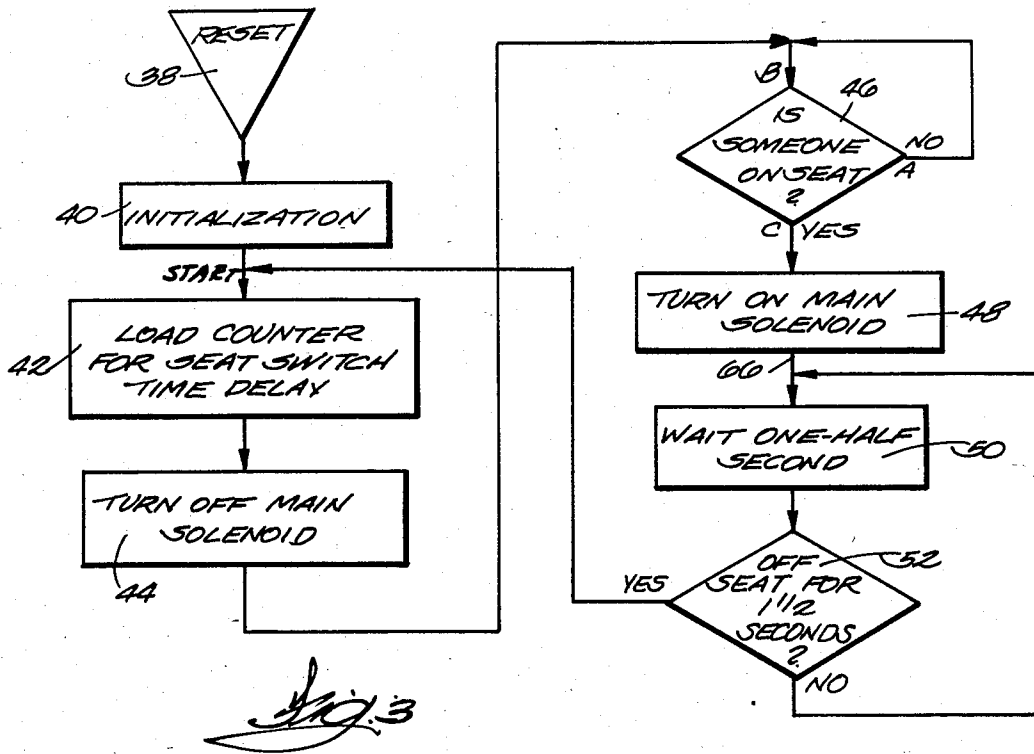 RESET
38
40
INITIALIZATION
START
42
LOAD COUNTER
FOR SEAT SWITCH
TIME DELAY
TURN OFF MAIN
SOLENOID
44
B
46
IS
SOMEONE
ON SEAT
?
NO
A
C YES
TURN ON MAIN
SOLENOID
48
66
WAIT ONE-HALF
SECOND
50
52
OFF
SEAT FOR
1 1/2
SECONDS
?
YES
NO
Fig. 3